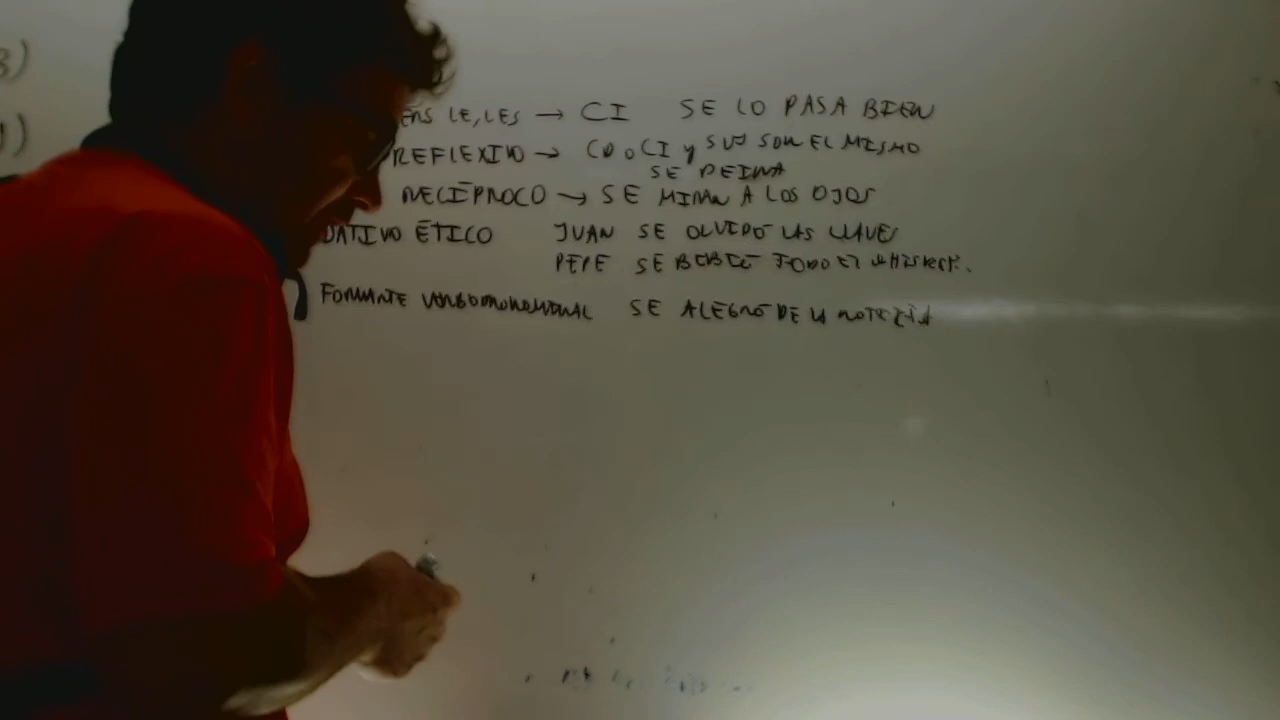 3)
LE, LES → CI SE LO PASA BIEN
REFLEXIVO → CD o CI y SUJ SON EL MISMO
SE PEINA
RECÍPROCO → SE MIRAN A LOS OJOS
DATIVO ÉTICO JUAN SE OLVIDÓ LAS LLAVES
PEPE SE BEBIÓ TODO EL WHISKY.
FORMANTE VERBONOMINAL SE ALEGRÓ DE LA NOTICIA